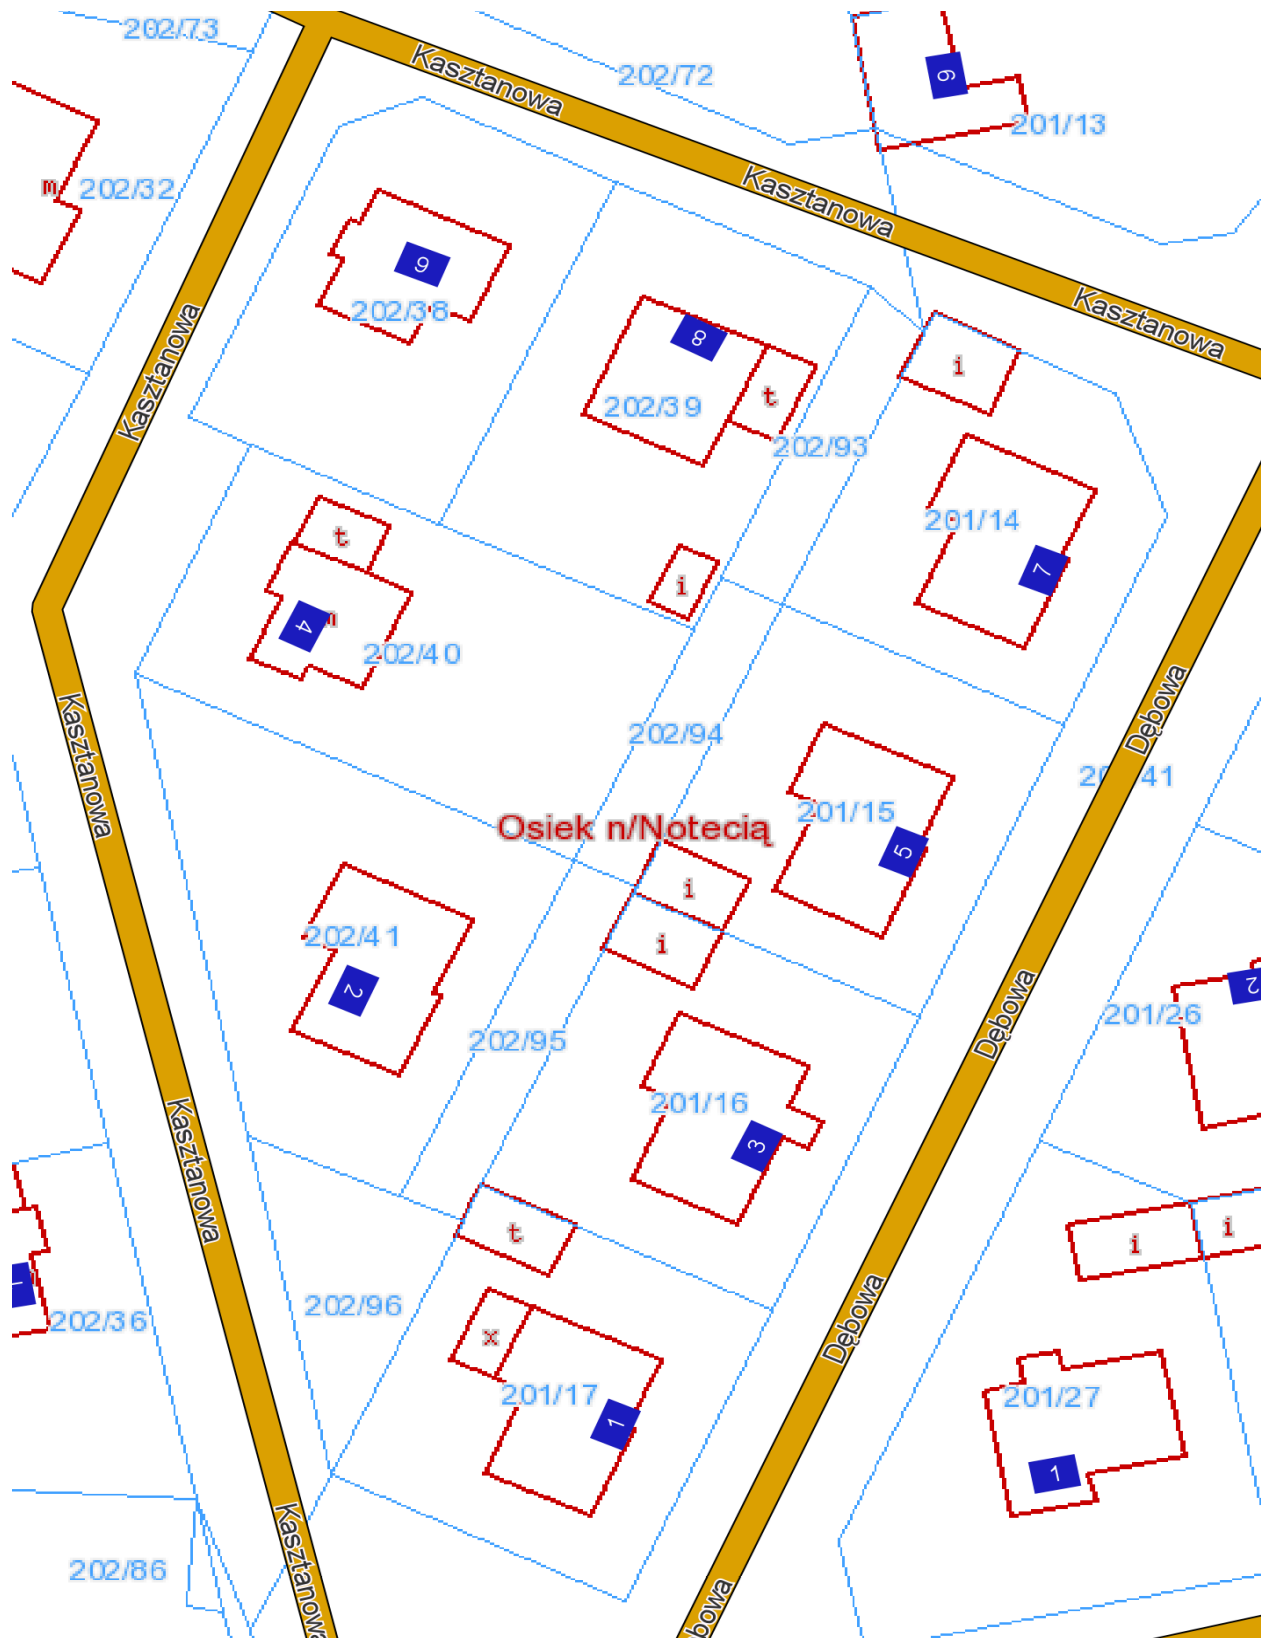 202/73
Kasztanowa
202/72
6
201/13
m
202/32
Kasztanowa
9
202/38
Kasztanowa
Kasztanowa
8
i
t
202/39
202/93
201/14
t
7
i
4
202/40
202/94
Dębowa
Kasztanowa
201/15
Osiek n/Notecią
5
i
i
202/41
2
2
201/26
Dębowa
202/95
201/16
3
Kasztanowa
t
i
i
202/36
202/96
x
Dębowa
201/17
1
201/27
1
Kasztanowa
202/86